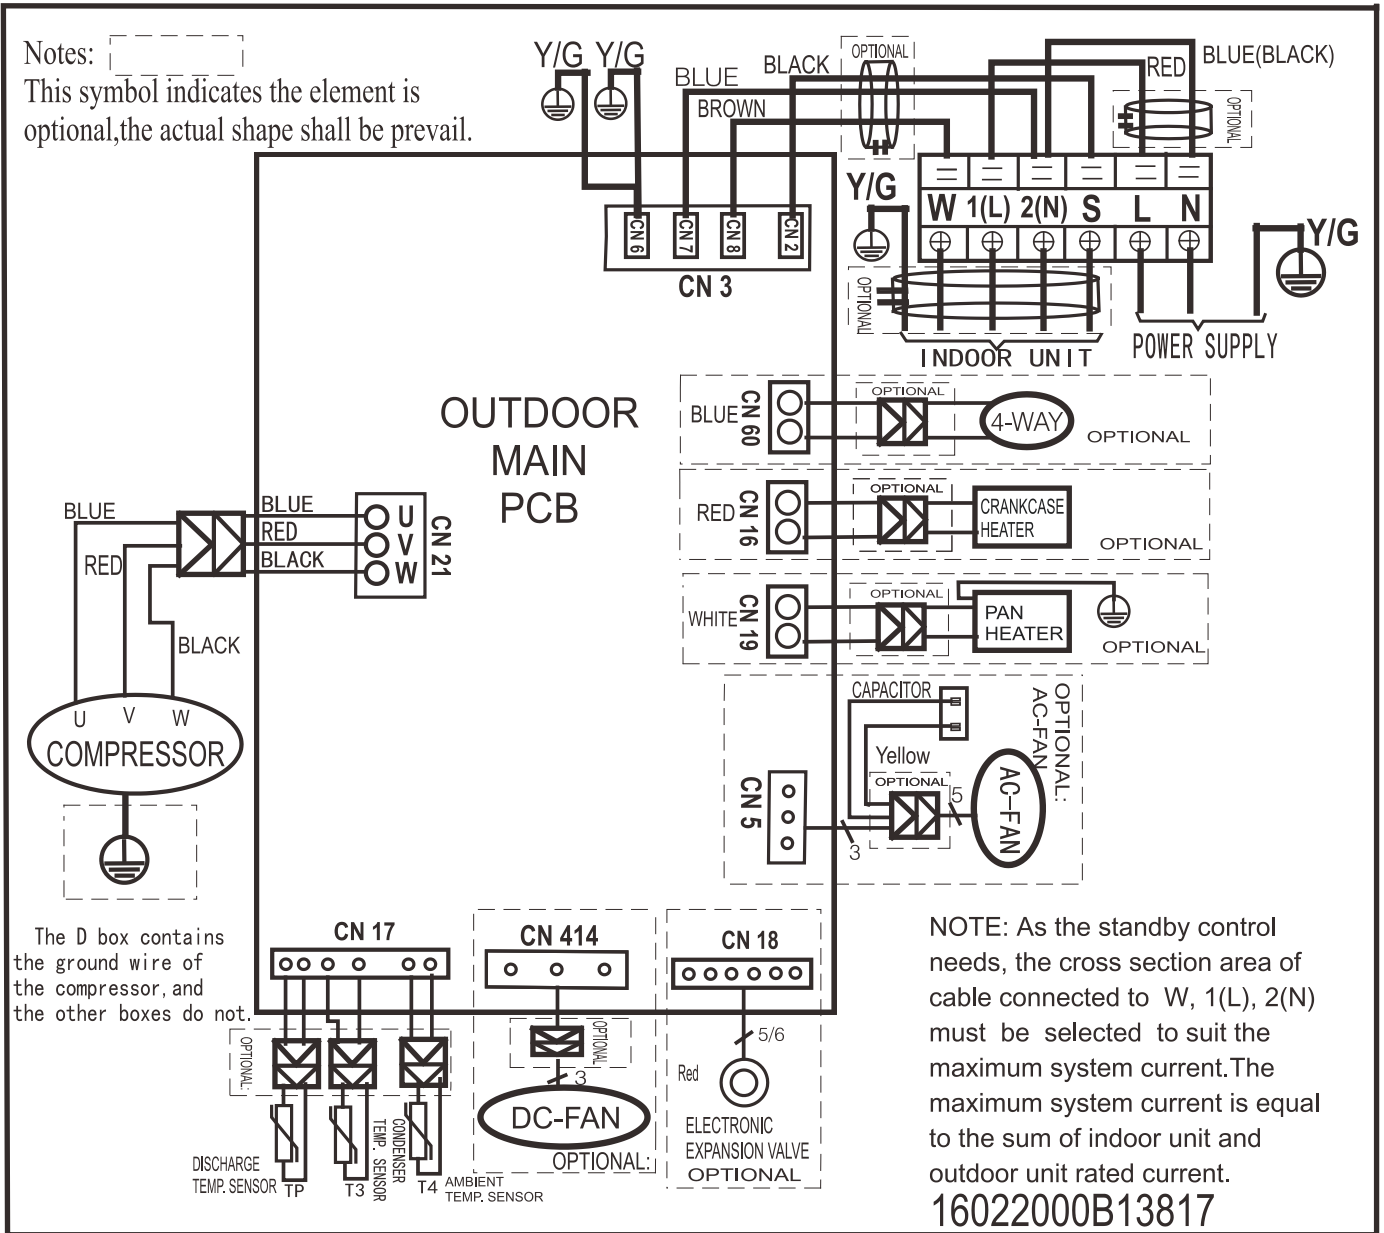 Notes:
This symbol indicates the element is
optional,the actual shape shall be prevail.
Y/G Y/G
BLUE
BLACK
BROWN
OPTIONAL
RED
BLUE(BLACK)
OPTIONAL
Y/G
W 1(L) 2(N) S L N
Y/G
CN 6
CN 7
CN 8
CN 2
CN 3
OPTIONAL
INDOOR UNIT
POWER SUPPLY
OUTDOOR
MAIN
PCB
BLUE
CN 60
OPTIONAL
4-WAY
OPTIONAL
RED
CN 16
OPTIONAL
CRANKCASE
HEATER
OPTIONAL
WHITE
CN 19
OPTIONAL
PAN
HEATER
OPTIONAL
BLUE
RED
BLACK
BLUE
RED
BLACK
U
V
W
CN 21
U V W
COMPRESSOR
CAPACITOR
Yellow
OPTIONAL
CN 5
3
5
AC-FAN
OPTIONAL:
AC-FAN
The D box contains
the ground wire of
the compressor,and
the other boxes do not.
CN 17
OPTIONAL:
DISCHARGE
TEMP. SENSOR
TP
T3
CONDENSER
TEMP. SENSOR
T4
AMBIENT
TEMP. SENSOR
CN 414
OPTIONAL
3
DC-FAN
OPTIONAL:
CN 18
5/6
Red
ELECTRONIC
EXPANSION VALVE
OPTIONAL
NOTE: As the standby control
needs, the cross section area of
cable connected to W, 1(L), 2(N)
must be selected to suit the
maximum system current.The
maximum system current is equal
to the sum of indoor unit and
outdoor unit rated current.
16022000B13817